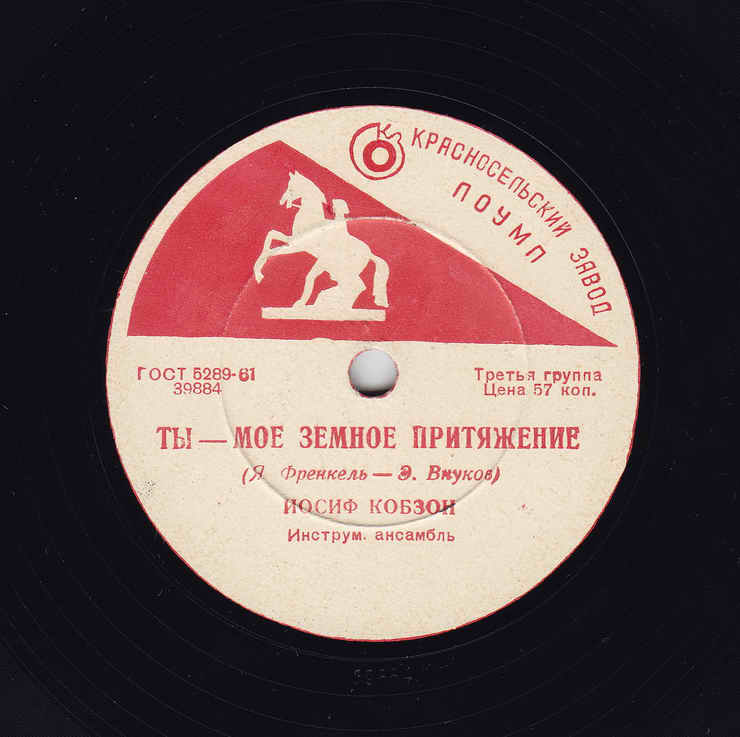 КЗ
КРАСНОСЕЛЬСКИЙ ЗАВОД
ПОУМП
ГОСТ 5289-61
39884
Третья группа
Цена 57 коп.
ТЫ — МОЕ ЗЕМНОЕ ПРИТЯЖЕНИЕ
(Я Френкель — Э. Внуков)
ИОСИФ КОБЗОН
Инструм. ансамбль